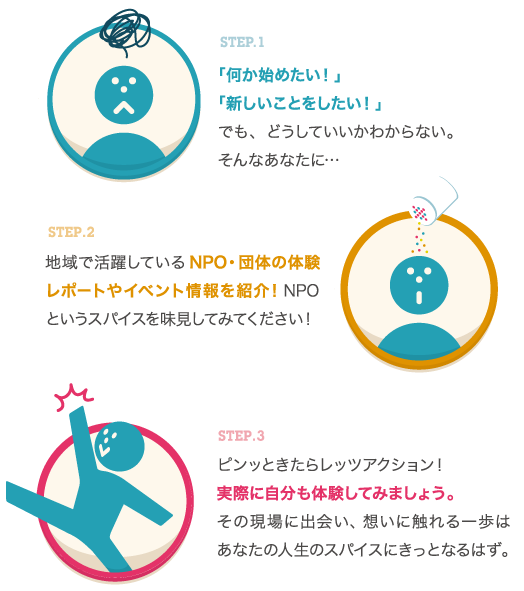 STEP.1
「何か始めたい！」
「新しいことをしたい！」
でも、どうしていいかわからない。
そんなあなたに…
STEP.2
地域で活躍している NPO・団体の体験
レポートやイベント情報を紹介！ NPO
というスパイスを味見してみてください！
STEP.3
ピンッときたらレッツアクション！
実際に自分も体験してみましょう。
その現場に出会い、想いに触れる一歩は
あなたの人生のスパイスにきっとなるはず。